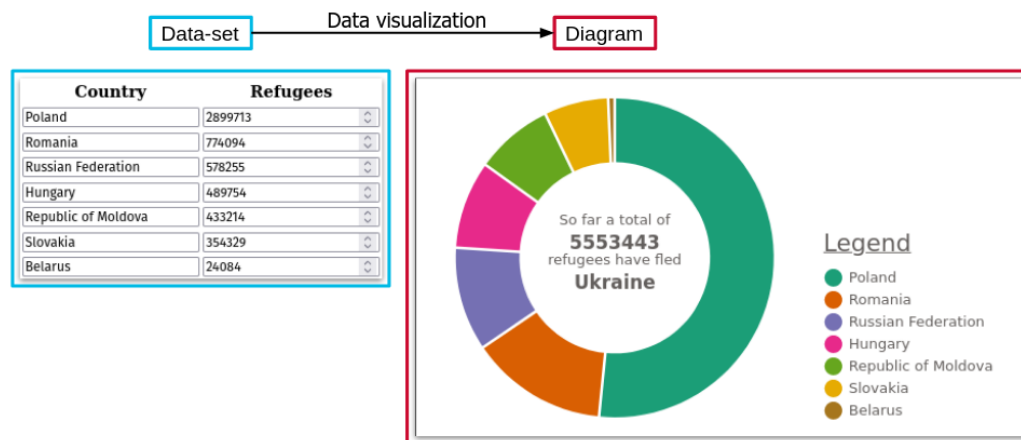 Data visualization
Data-set
Diagram
Country Refugees
Poland 2899713
Romania 774094
Russian Federation 578255
Hungary 489754
Republic of Moldova 433214
Slovakia 354329
Belarus 24084
So far a total of
5553443
refugees have fled
Ukraine
Legend
Poland
Romania
Russian Federation
Hungary
Republic of Moldova
Slovakia
Belarus